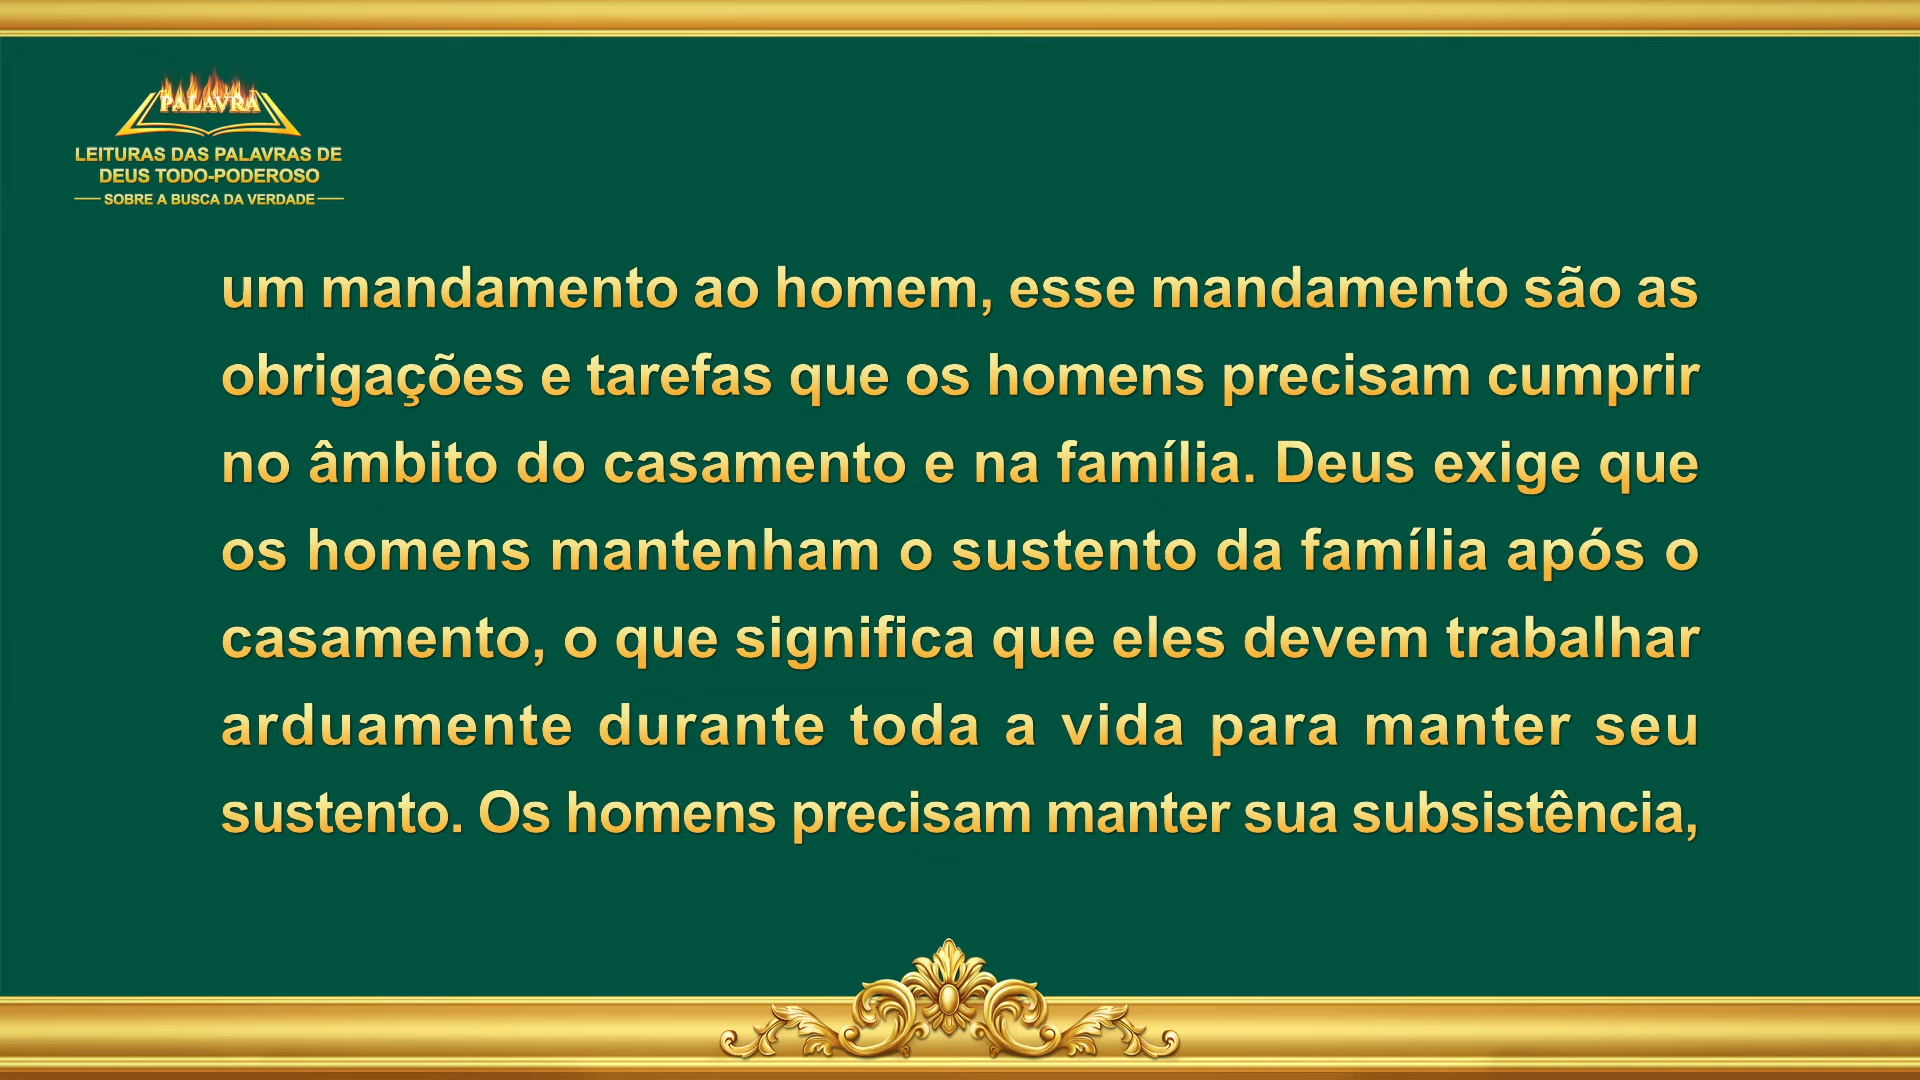 PALAVRA
LEITURAS DAS PALAVRAS DE
DEUS TODO-PODEROSO
SOBRE A BUSCA DA VERDADE
um mandamento ao homem, esse mandamento são as
obrigações e tarefas que os homens precisam cumprir
no âmbito do casamento e na família. Deus exige que
os homens mantenham o sustento da família após o
casamento, o que significa que eles devem trabalhar
arduamente durante toda a vida para manter seu
sustento. Os homens precisam manter sua subsistência,